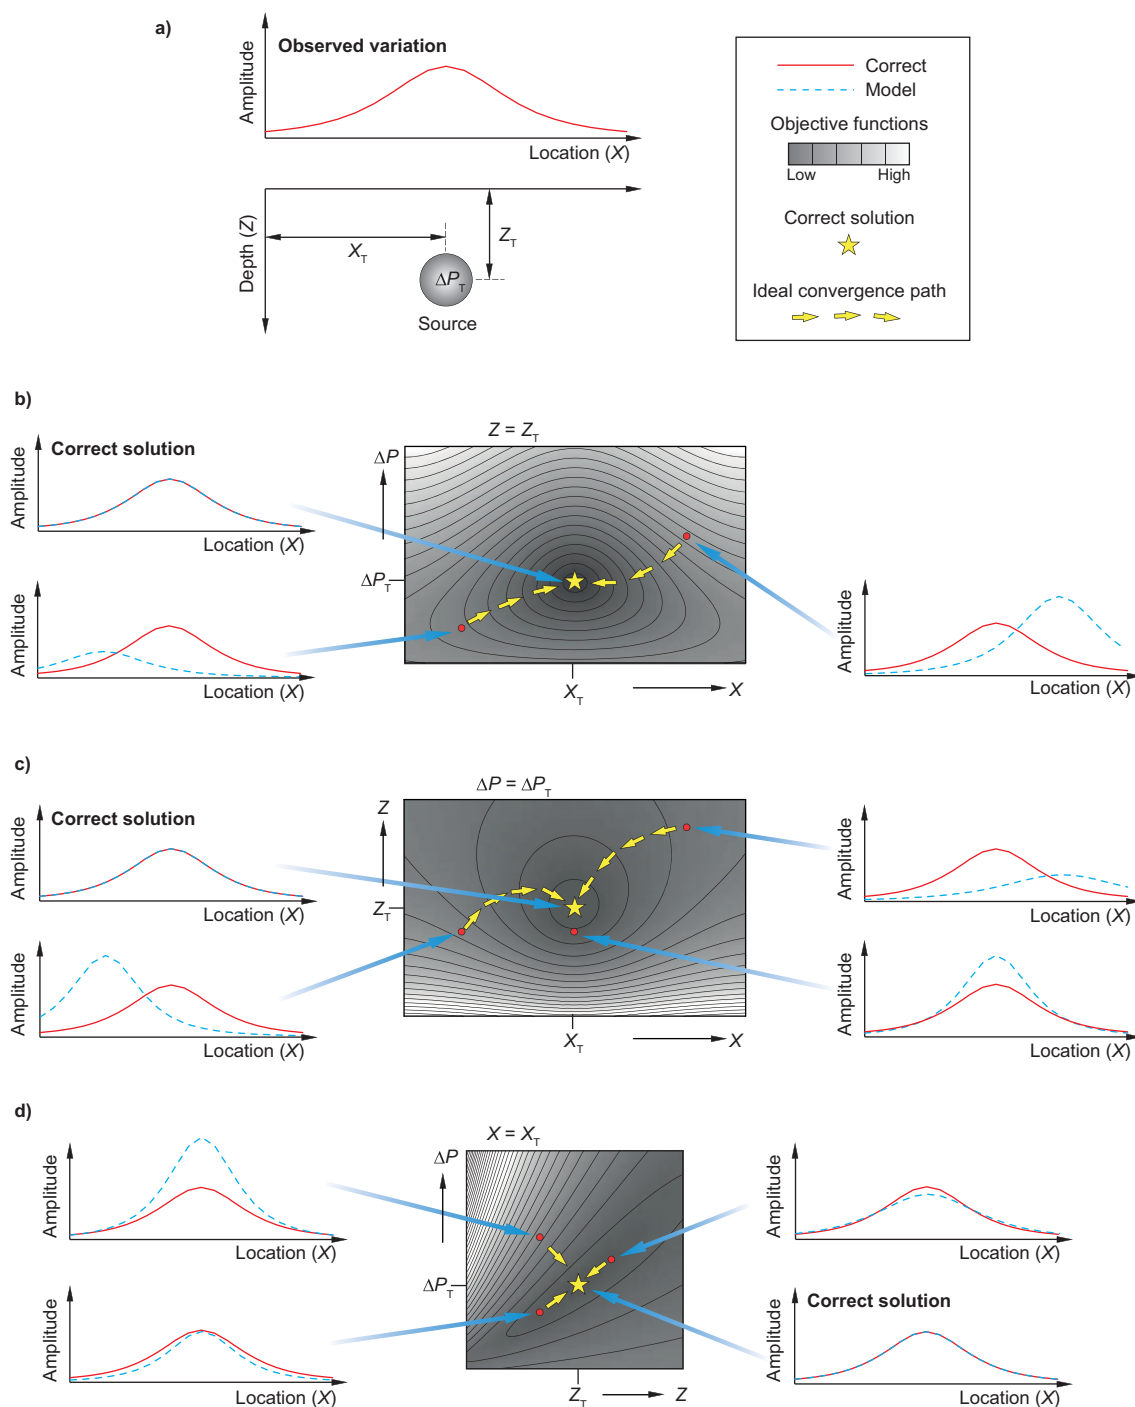 a)
Observed variation
Amplitude
Location (X)
Depth (Z)
X_T
Z_T
ΔP_T
Source
Correct
Model
Objective functions
Low High
Correct solution
Ideal convergence path
b)
Correct solution
Amplitude
Location (X)
Amplitude
Location (X)
Z = Z_T
ΔP
ΔP_T
X_T
X
Amplitude
Location (X)
c)
Correct solution
Amplitude
Location (X)
Amplitude
Location (X)
ΔP = ΔP_T
Z
Z_T
X_T
X
Amplitude
Location (X)
Amplitude
Location (X)
d)
Amplitude
Location (X)
Amplitude
Location (X)
X = X_T
ΔP
ΔP_T
Z_T
Z
Amplitude
Location (X)
Correct solution
Amplitude
Location (X)